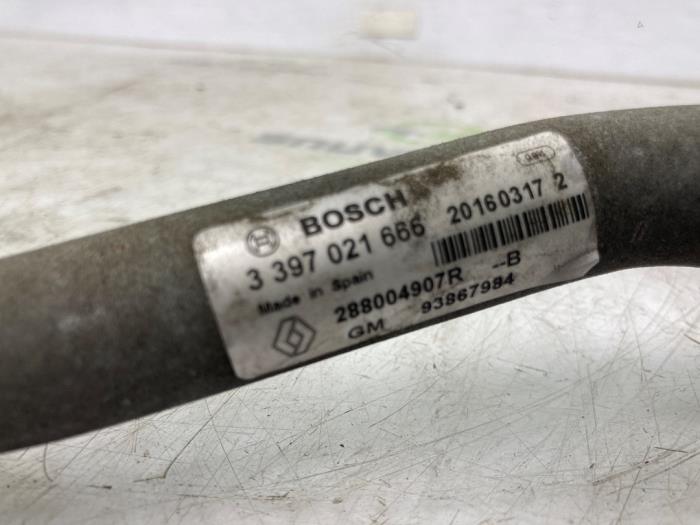 BOSCH
3 397 021 666 20160317 2
Made in Spain
288004907R --B
GM 93867984